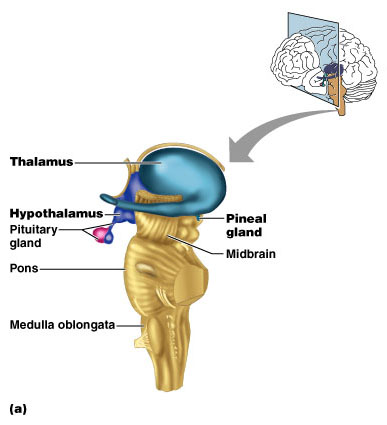 Thalamus
Hypothalamus
Pituitary
gland
Pineal
gland
Midbrain
Pons
Medulla oblongata
(a)